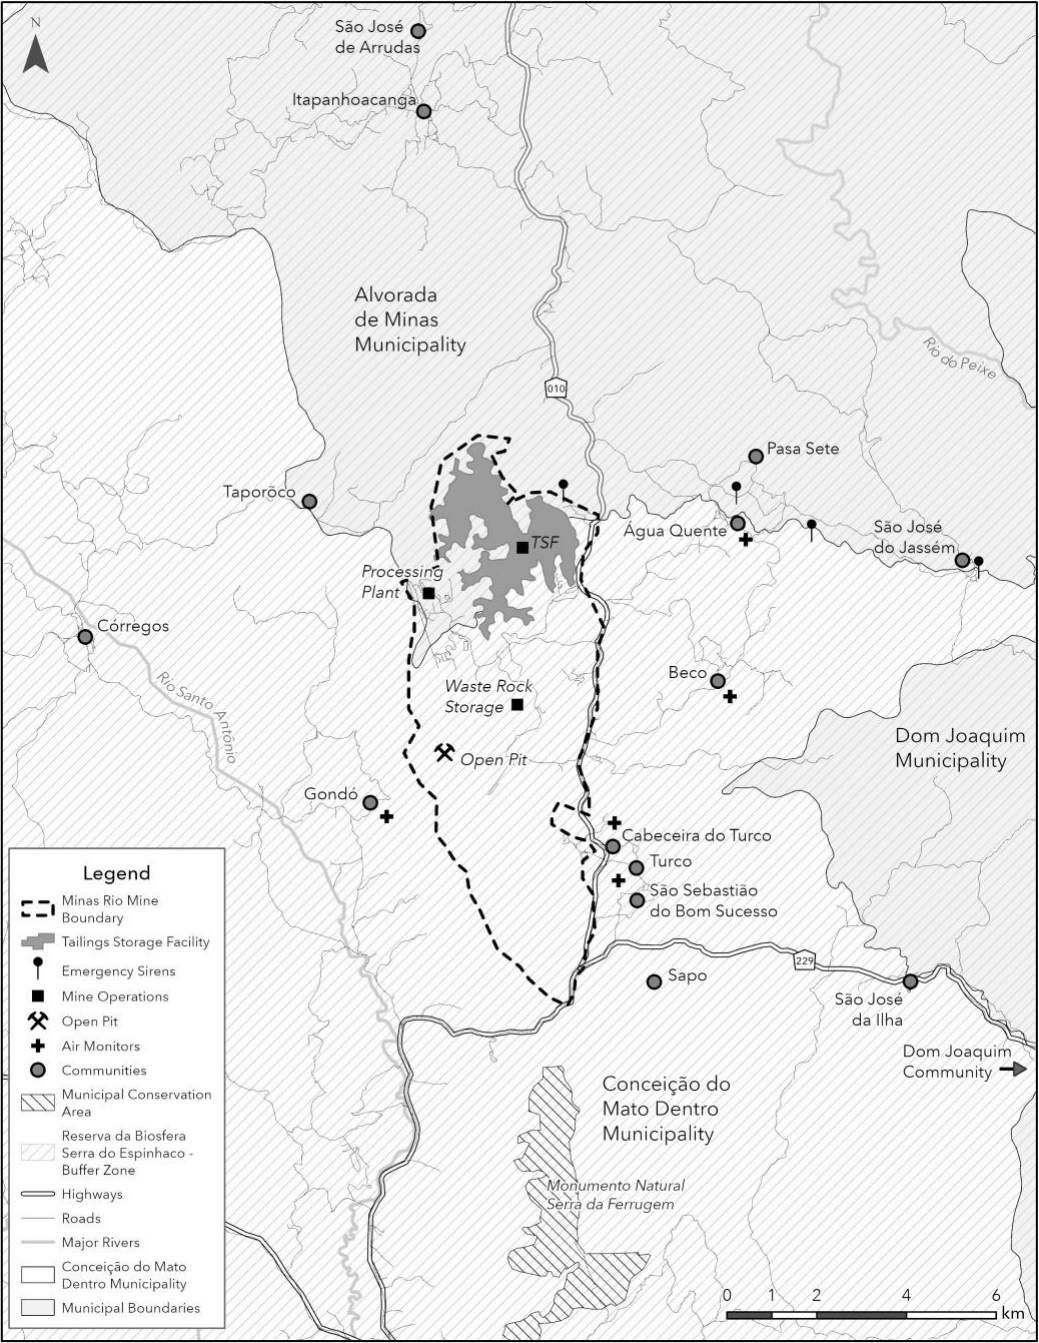 N
São José
de Arrudas
Itapanhoacanga
Alvorada
de Minas
Municipality
Rio do Peixe
010
Pasa Sete
Taporõco
Água Quente
São José
do Jassém
TSF
Processing
Plant
Córregos
Rio Santo Antônio
Beco
Waste Rock
Storage
Open Pit
Dom Joaquim
Municipality
Gondó
Cabeceira do Turco
Turco
São Sebastião
do Bom Sucesso
229
Sapo
São José
da Ilha
Dom Joaquim
Community
Conceição do
Mato Dentro
Municipality
Monumento Natural
Serra da Ferrugem
Legend
Minas Rio Mine
Boundary
Tailings Storage Facility
Emergency Sirens
Mine Operations
Open Pit
Air Monitors
Communities
Municipal Conservation
Area
Reserva da Biosfera
Serra do Espinhaco -
Buffer Zone
Highways
Roads
Major Rivers
Conceição do Mato
Dentro Municipality
Municipal Boundaries
0 1 2 4 6
km